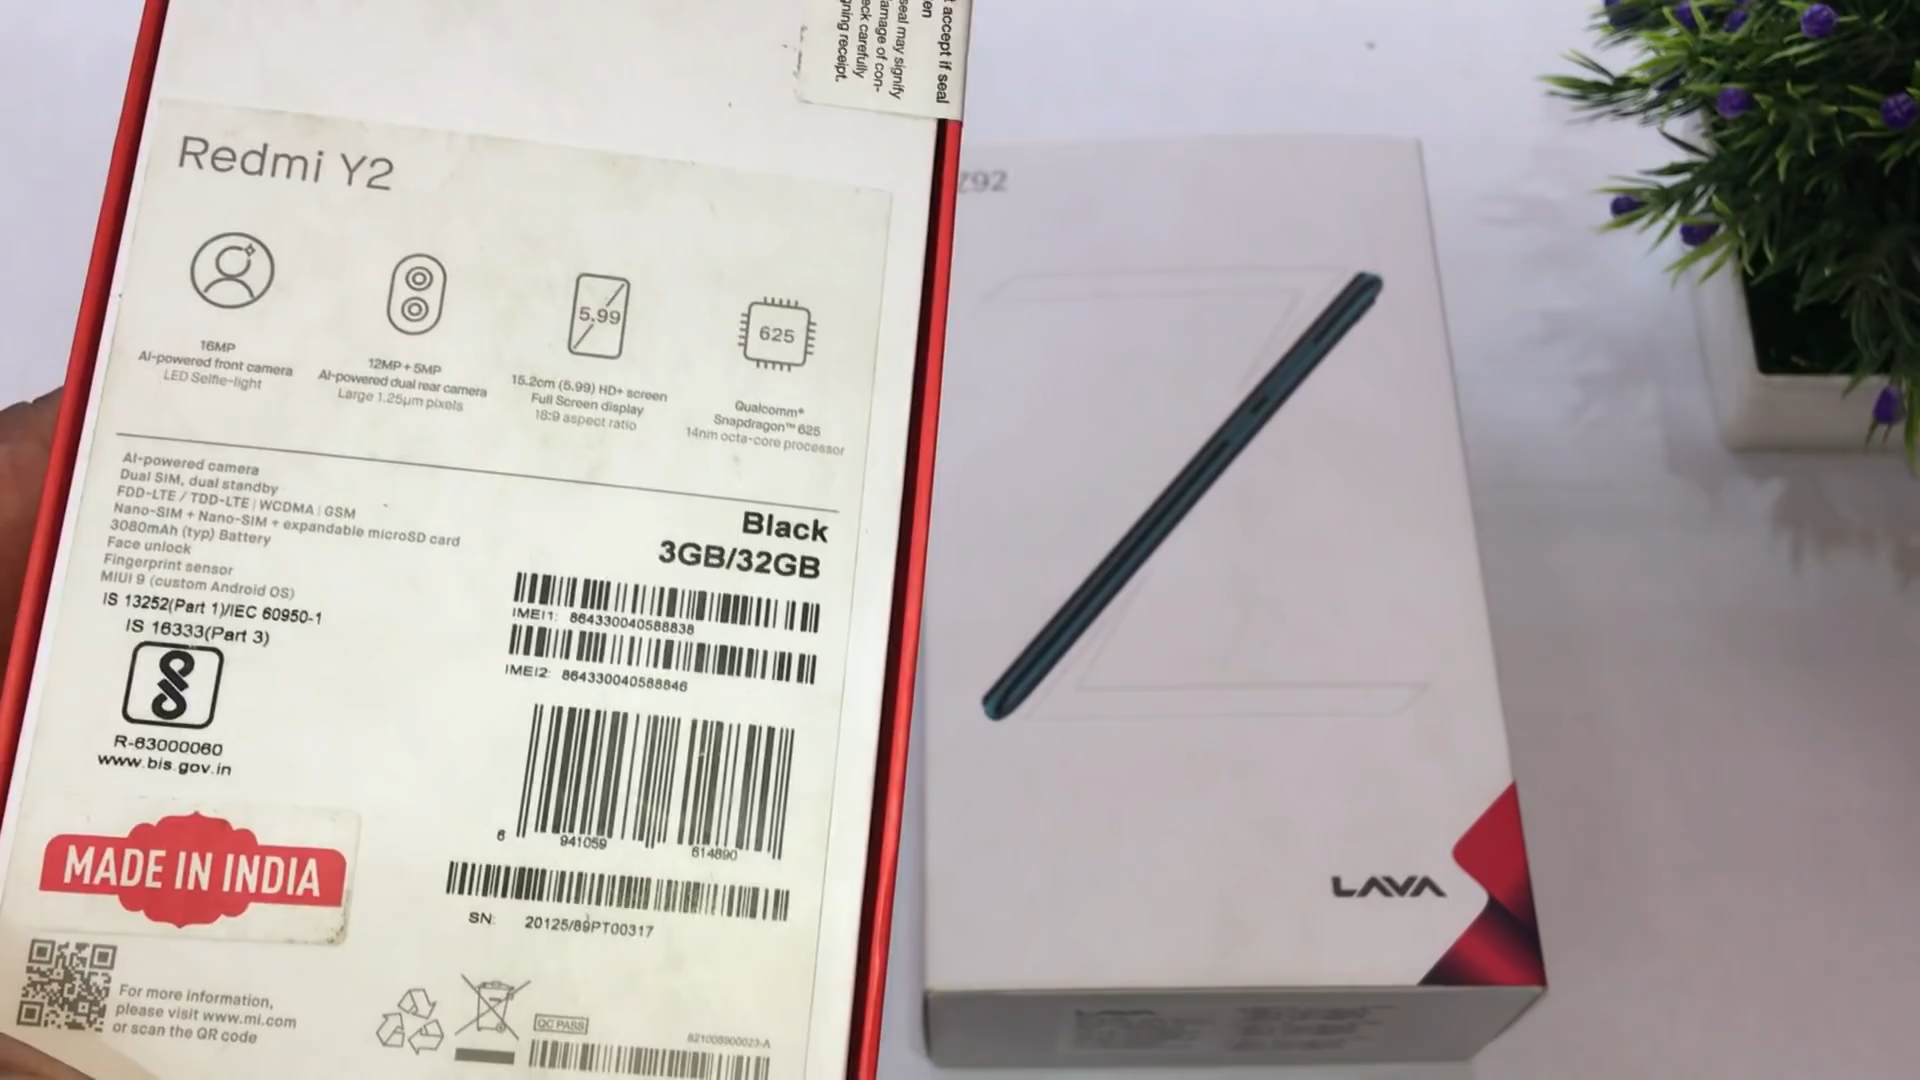 t accept if seal
en
seal may signify
amage of con-
eck carefully
ning receipt.
Redmi Y2
5.99
625
16MP
AI-powered front camera
LED Selfie-light
12MP + 5MP
AI-powered dual rear camera
Large 1.25µm pixels
15.2cm (5.99) HD+ screen
Full Screen display
18:9 aspect ratio
Qualcomm®
Snapdragon™ 625
14nm octa-core processor
AI-powered camera
Dual SIM, dual standby
FDD-LTE / TDD-LTE | WCDMA | GSM
Nano-SIM + Nano-SIM + expandable microSD card
3080mAh (typ) Battery
Face unlock
Fingerprint sensor
MIUI 9 (custom Android OS)
IS 13252(Part 1)/IEC 60950-1
IS 16333(Part 3)
R-63000060
www.bis.gov.in
Black
3GB/32GB
IMEI1: 864330040588838
IMEI2: 864330040588846
6 941059 614890
SN: 20125/89PT00317
MADE IN INDIA
For more information,
please visit www.mi.com
or scan the QR code
QC PASS
821008900023-A
Z92
LAVA